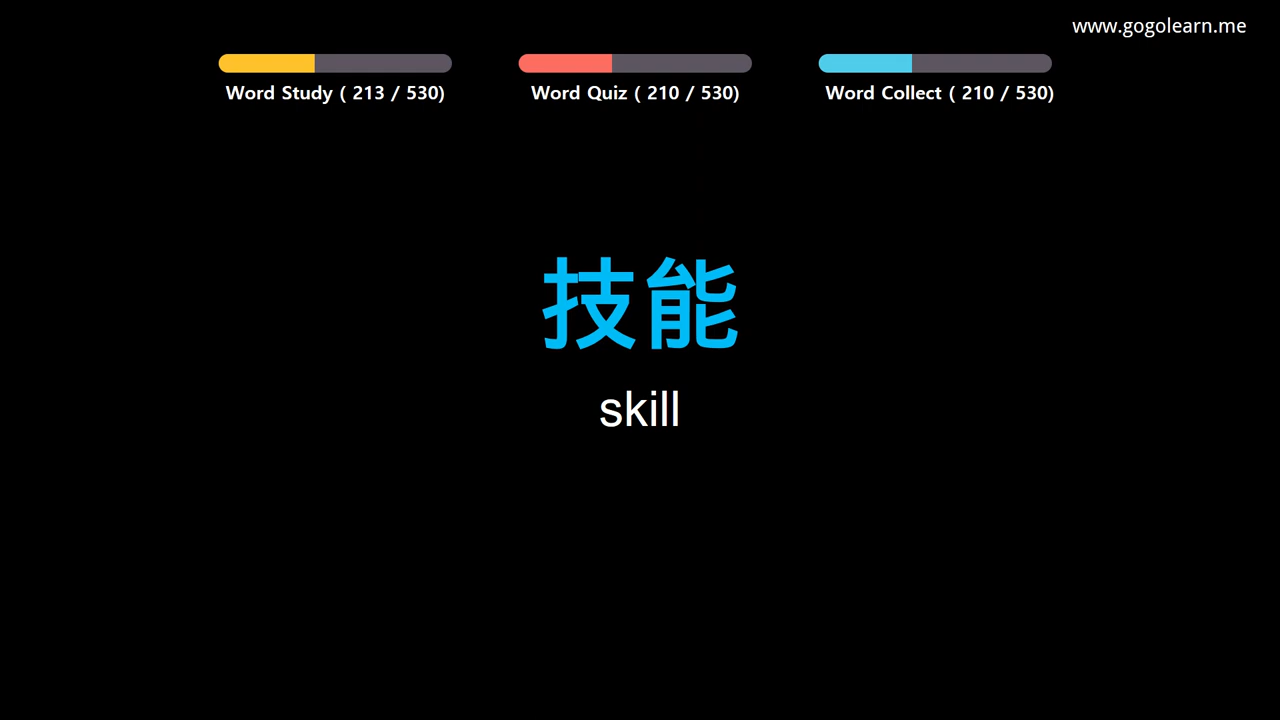 www.gogolearn.me
Word Study ( 213 / 530)
Word Quiz ( 210 / 530)
Word Collect ( 210 / 530)
技能
skill